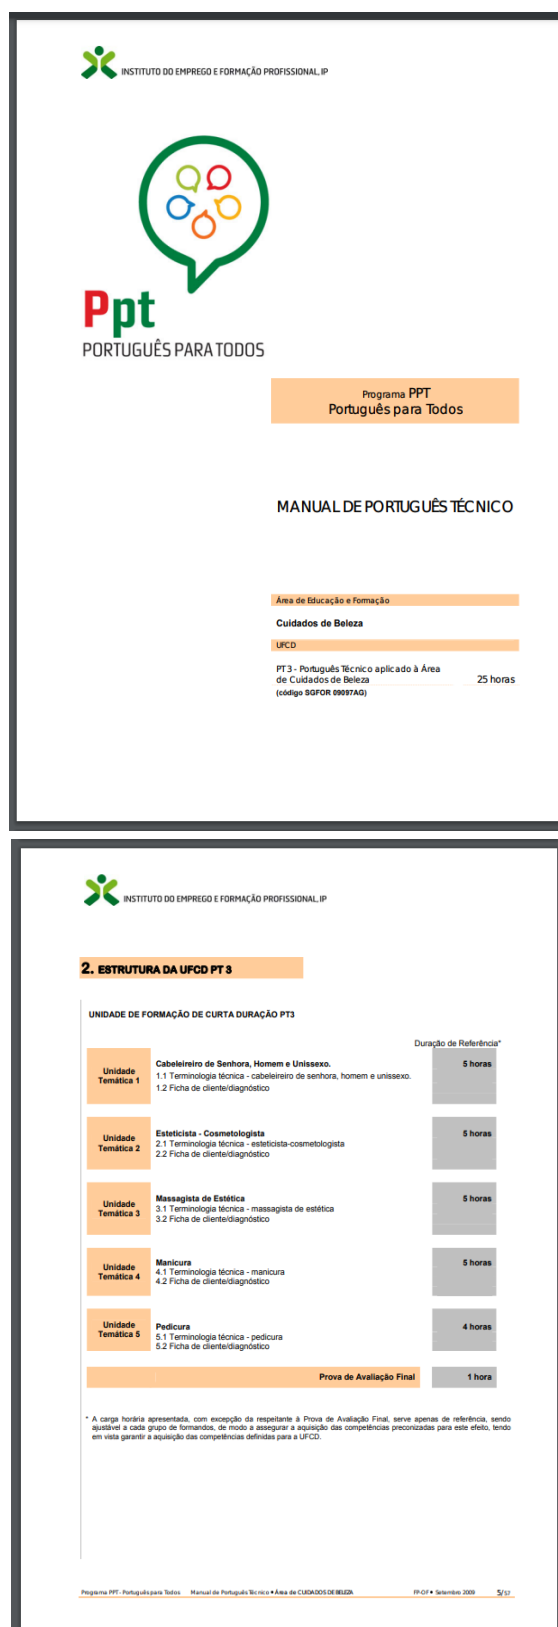 INSTITUTO DO EMPREGO E FORMAÇÃO PROFISSIONAL, IP
Ppt
PORTUGUÊS PARA TODOS
Programa PPT
Português para Todos
MANUAL DE PORTUGUÊS TÉCNICO
Área de Educação e Formação
Cuidados de Beleza
UFCD
PT3 - Português Técnico aplicado à Área
de Cuidados de Beleza 25 horas
(código SGFOR 09097AG)
INSTITUTO DO EMPREGO E FORMAÇÃO PROFISSIONAL, IP
2. ESTRUTURA DA UFCD PT 3
UNIDADE DE FORMAÇÃO DE CURTA DURAÇÃO PT3
Duração de Referência*
Unidade
Temática 1
Cabeleireiro de Senhora, Homem e Unissexo. 5 horas
1.1 Terminologia técnica - cabeleireiro de senhora, homem e unissexo.
1.2 Ficha de cliente/diagnóstico
Unidade
Temática 2
Esteticista - Cosmetologista 5 horas
2.1 Terminologia técnica - esteticista-cosmetologista
2.2 Ficha de cliente/diagnóstico
Unidade
Temática 3
Massagista de Estética 5 horas
3.1 Terminologia técnica - massagista de estética
3.2 Ficha de cliente/diagnóstico
Unidade
Temática 4
Manicura 5 horas
4.1 Terminologia técnica - manicura
4.2 Ficha de cliente/diagnóstico
Unidade
Temática 5
Pedicura 4 horas
5.1 Terminologia técnica - pedicura
5.2 Ficha de cliente/diagnóstico
Prova de Avaliação Final 1 hora
* A carga horária apresentada, com excepção da respeitante à Prova de Avaliação Final, serve apenas de referência, sendo
ajustável a cada grupo de formandos, de modo a assegurar a aquisição das competências preconizadas para este efeito, tendo
em vista garantir a aquisição das competências definidas para a UFCD.
Programa PPT - Português para Todos Manual de Português Técnico • Área de CUIDADOS DE BELEZA FP-OF • Setembro 2009 5/57